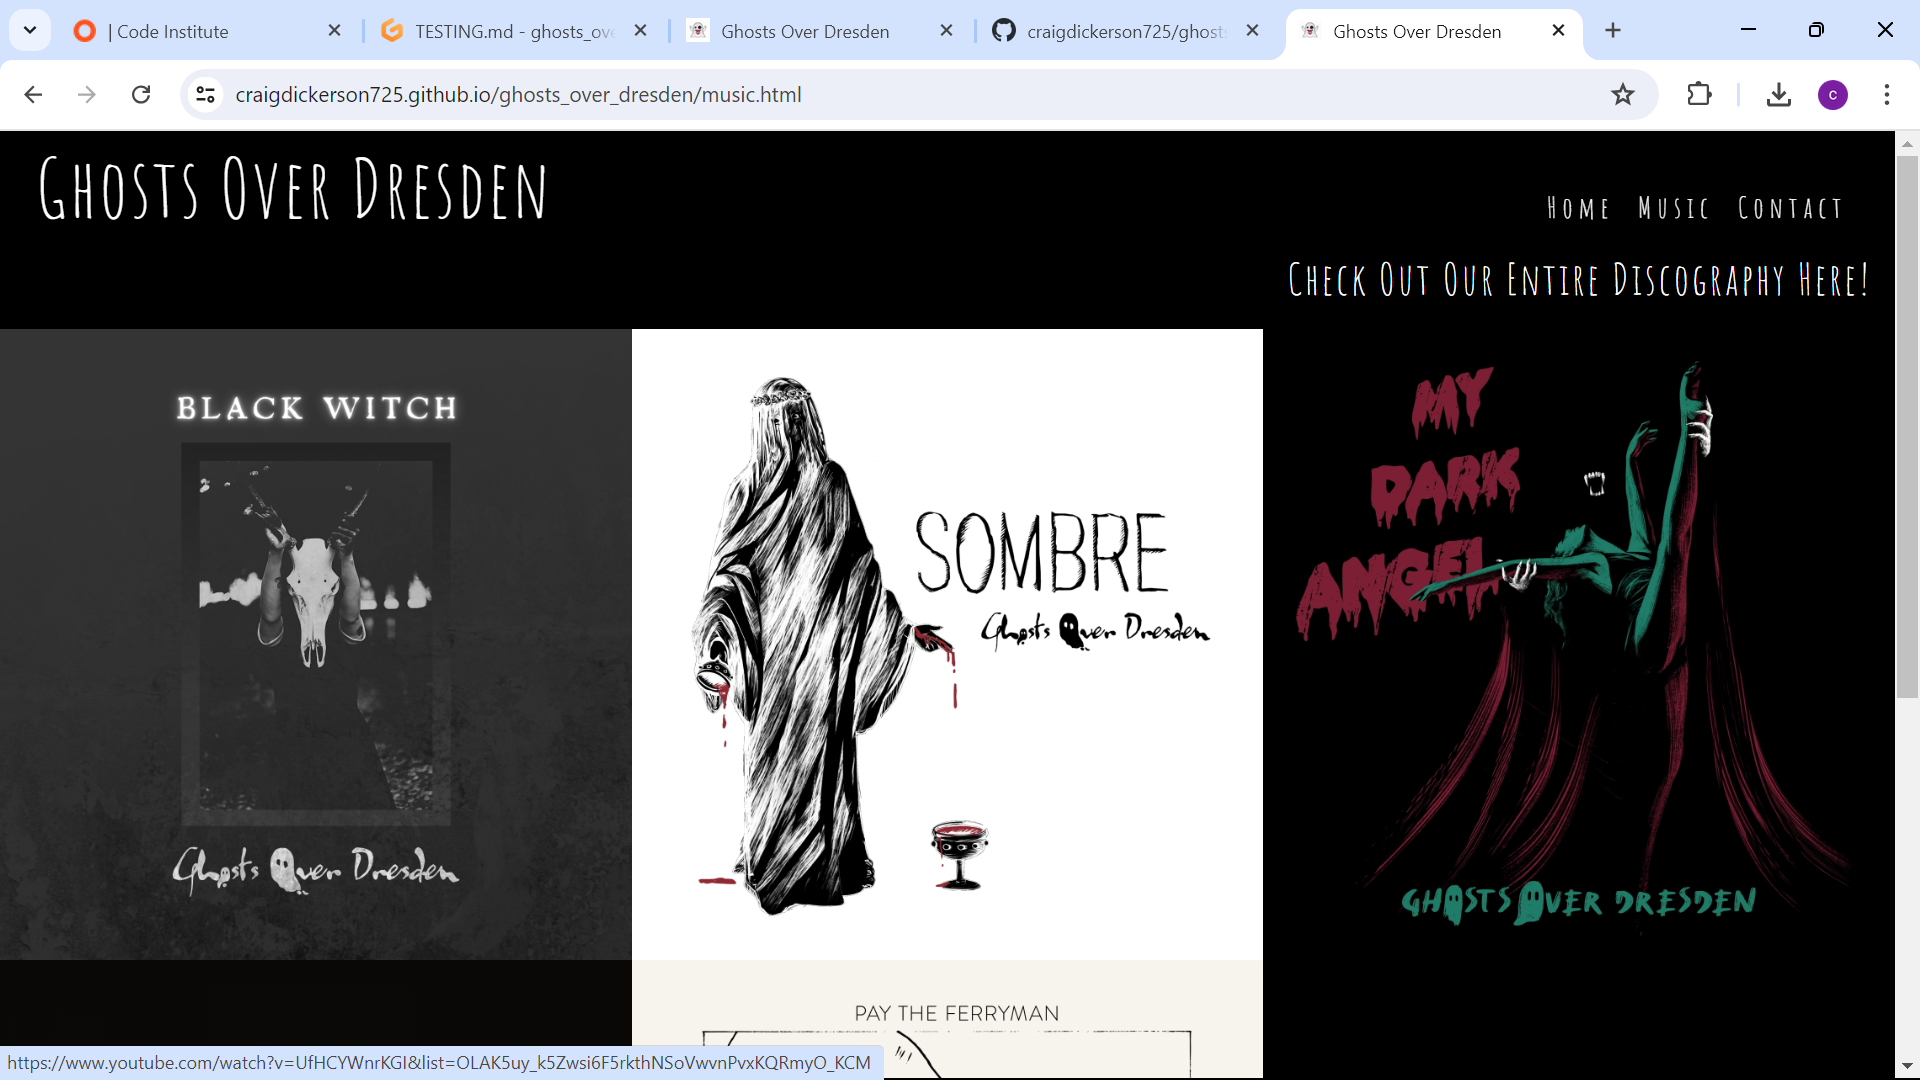 | Code Institute
TESTING.md - ghosts_ove
Ghosts Over Dresden
craigdickerson725/ghosts
Ghosts Over Dresden
craigdickerson725.github.io/ghosts_over_dresden/music.html
c
Ghosts Over Dresden
Home Music Contact
Check Out Our Entire Discography Here!
BLACK WITCH
Ghosts Over Dresden
SOMBRE
Ghosts Over Dresden
MY
DARK
ANGEL
GHOSTS OVER DRESDEN
PAY THE FERRYMAN
https://www.youtube.com/watch?v=UfHCYWnrKGI&list=OLAK5uy_k5Zwsi6F5rkthNSoVwvnPvxKQRmyO_KCM